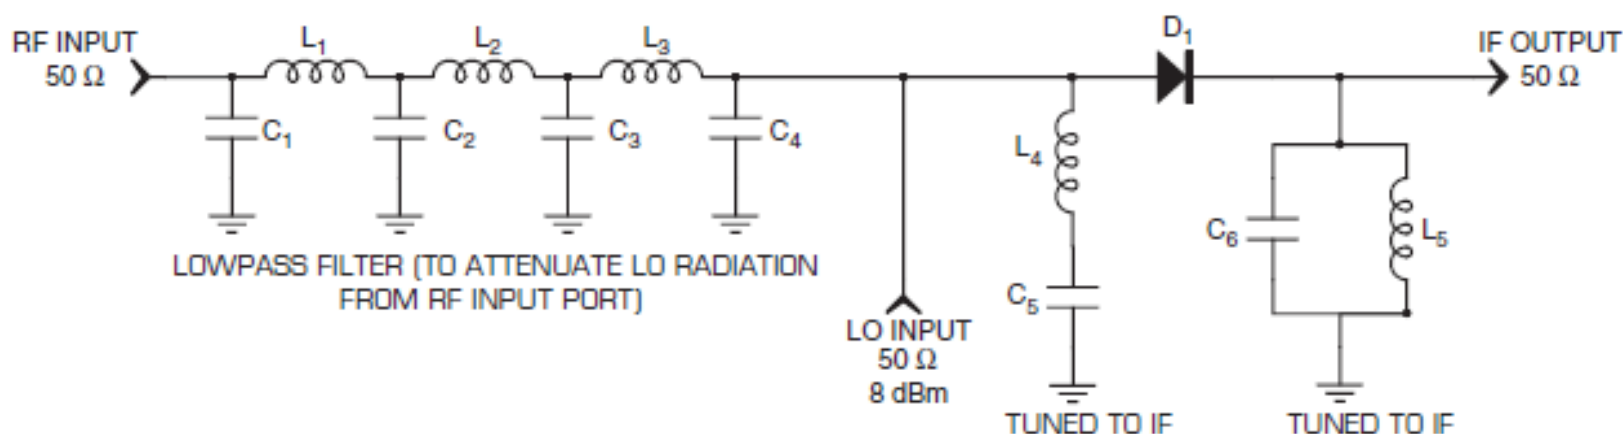 RF INPUT
50 Ω
L1
L2
L3
D1
IF OUTPUT
50 Ω
C1
C2
C3
C4
L4
C6
L5
LOWPASS FILTER (TO ATTENUATE LO RADIATION
FROM RF INPUT PORT)
C5
LO INPUT
50 Ω
8 dBm
TUNED TO IF
TUNED TO IF